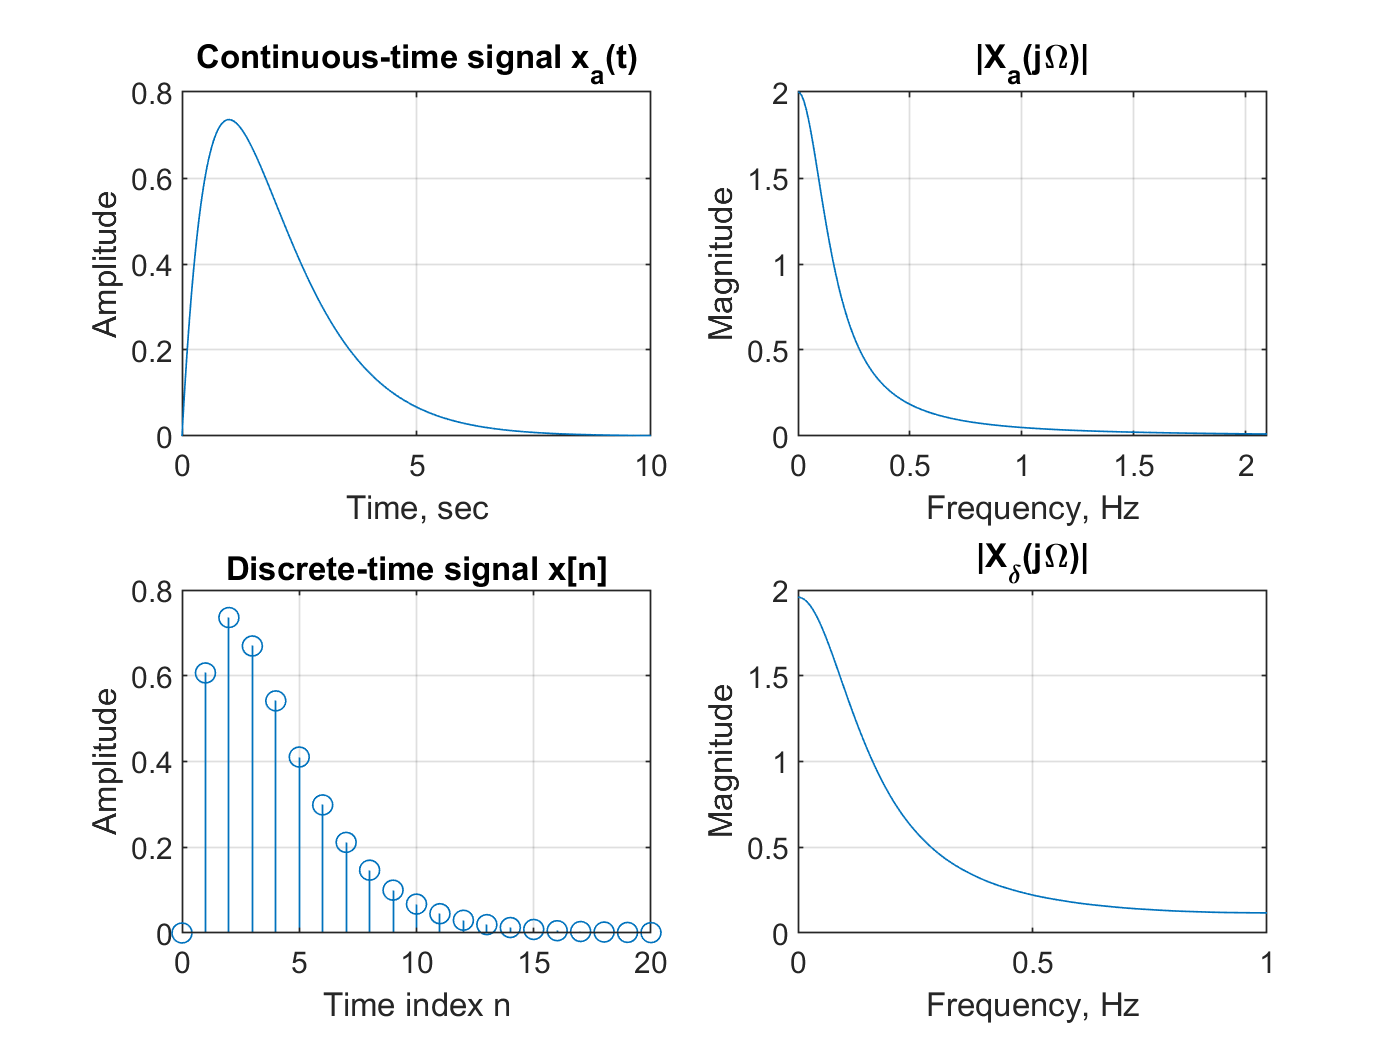 Continuous-time signal xₐ(t)
0.8
0.6
0.4
0.2
0
Amplitude
0 5 10
Time, sec
|Xₐ(jΩ)|
2
1.5
1
0.5
0
Magnitude
0 0.5 1 1.5 2
Frequency, Hz
Discrete-time signal x[n]
0.8
0.6
0.4
0.2
0
Amplitude
0 5 10 15 20
Time index n
|X_δ(jΩ)|
2
1.5
1
0.5
0
Magnitude
0 0.5 1
Frequency, Hz